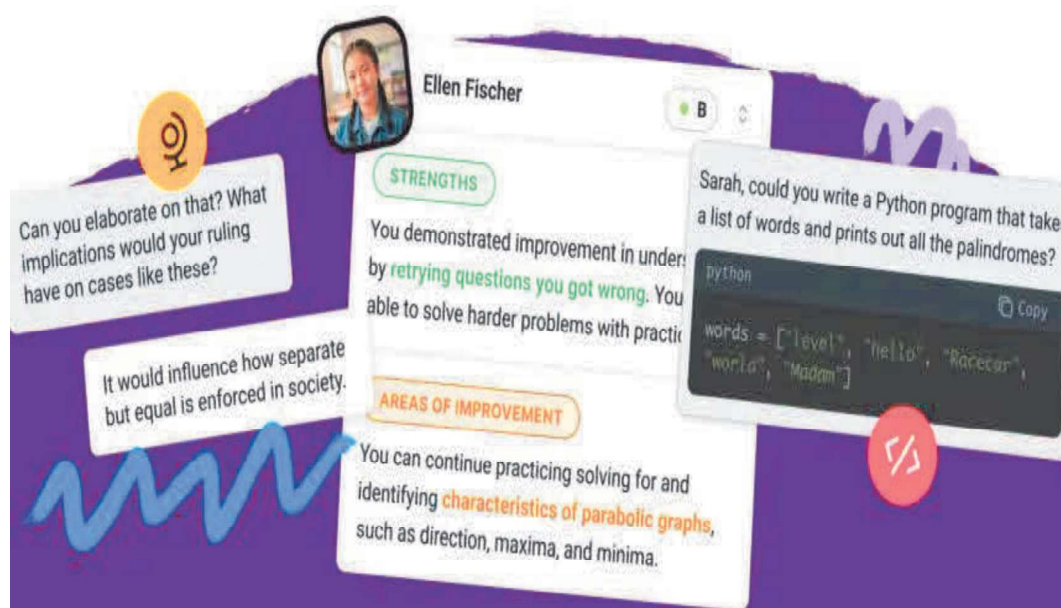 Can you elaborate on that? What
implications would your ruling
have on cases like these?
It would influence how separate
but equal is enforced in society.
Ellen Fischer
B
STRENGTHS
You demonstrated improvement in
by retrying questions you got wrong. You
able to solve harder problems with
AREAS OF IMPROVEMENT
You can continue practicing solving for and
identifying characteristics of parabolic graphs,
such as direction, maxima, and minima.
Sarah, could you write a Python program that take
a list of words and prints out all the palindromes?
python
Copy
words = ["level", "hello", "Racecar",
"world", "Madam"]